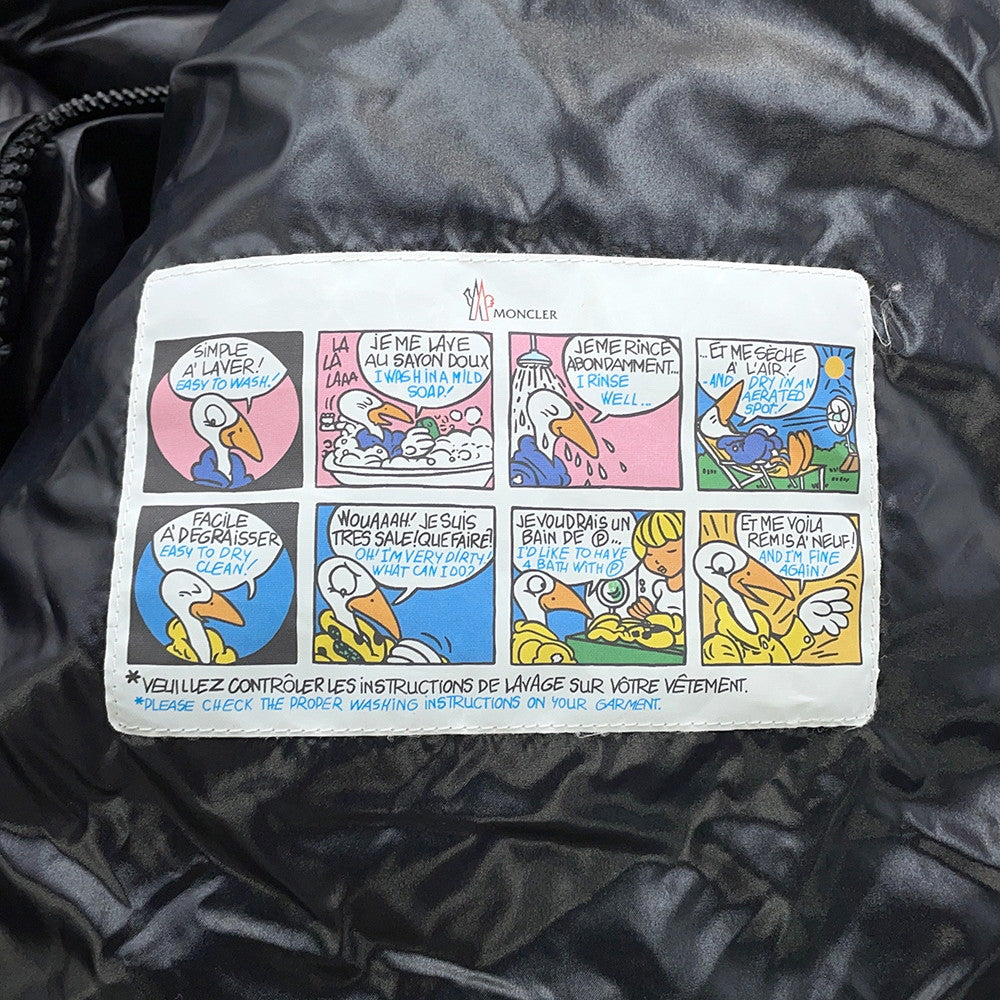 MONCLER
SIMPLE
A' LAVER!
EASY TO WASH!
LA
LA
LAAA
JE ME LAVE
AU SAYON DOUX
I WASH IN A MILD
SOAP!
JE ME RINCE
ABONDAMMENT...
I RINSE
WELL...
...ET ME SÈCHE
A' L'AIR!
-AND DRY IN AN
AERATED
SPOT!
FACILE
A' DÉGRAISSER
EASY TO DRY
CLEAN!
WOUAAAH! JE SUIS
TRES SALE! QUE FAIRE?
OH! I'M VERY DIRTY!
WHAT CAN I DO?
JE VOUDRAIS UN
BAIN DE Ⓟ...
I'D LIKE TO HAVE
A BATH WITH Ⓟ
ET ME VOILA
REMIS A' NEUF!
AND I'M FINE
AGAIN!
*VEUILLEZ CONTRÔLER LES INSTRUCTIONS DE LAVAGE SUR VÔTRE VÊTEMENT.
*PLEASE CHECK THE PROPER WASHING INSTRUCTIONS ON YOUR GARMENT.